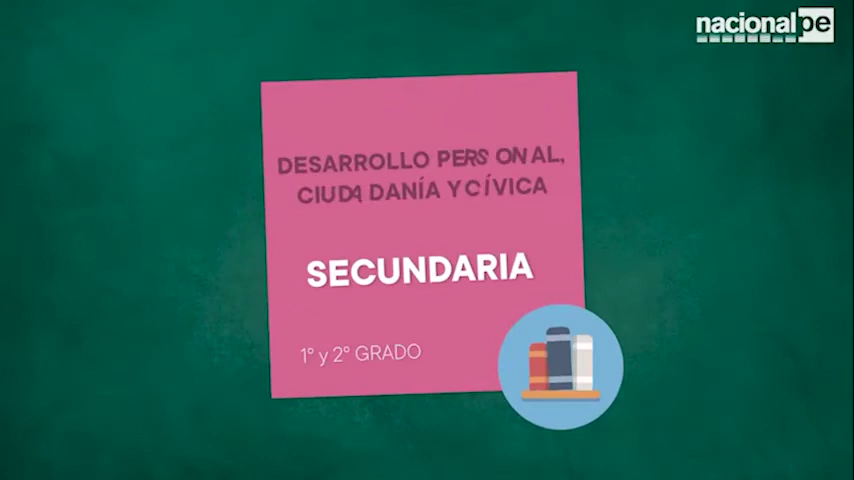 nacionalpe
DESARROLLO PERSONAL,
CIUDADANÍA Y CÍVICA
SECUNDARIA
1° y 2° GRADO